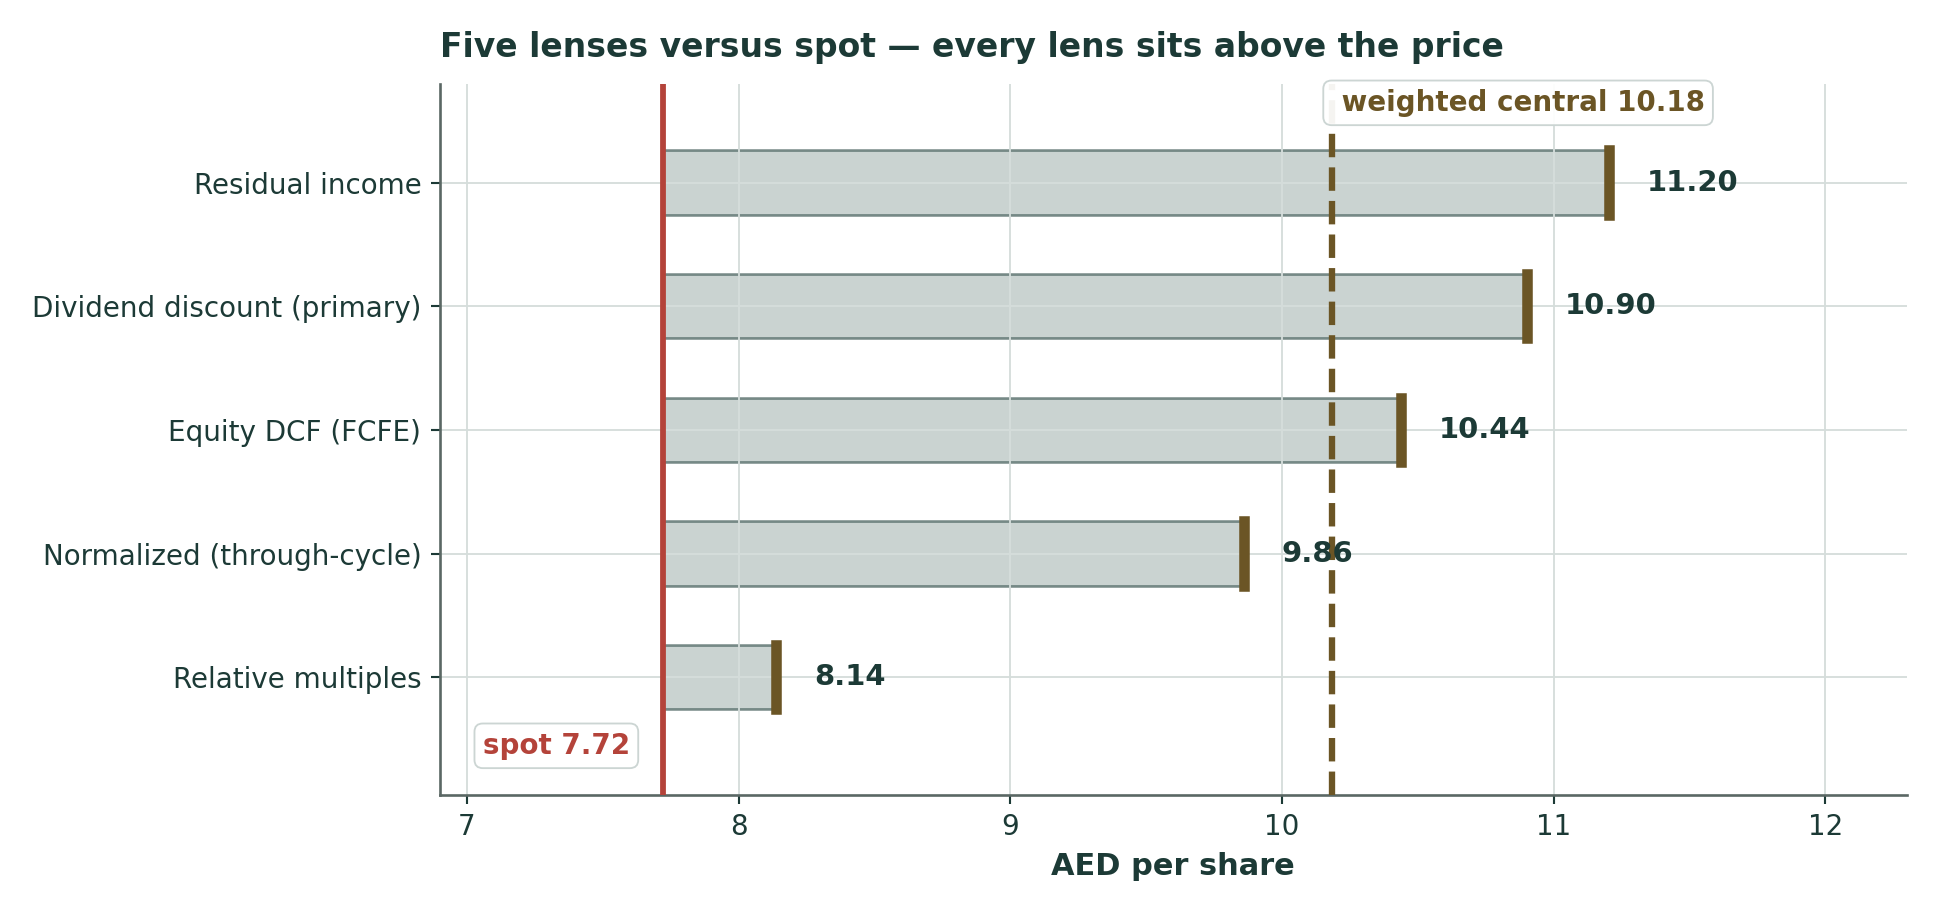 Five lenses versus spot — every lens sits above the price
weighted central 10.18
Residual income
11.20
Dividend discount (primary)
10.90
Equity DCF (FCFE)
10.44
Normalized (through-cycle)
9.86
Relative multiples
8.14
spot 7.72
7 8 9 10 11 12
AED per share